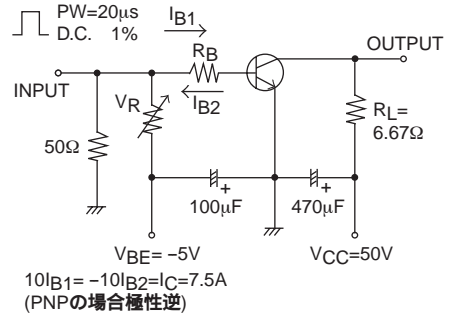 PW=20μs
D.C. 1%
IB1
RB
OUTPUT
INPUT
VR
IB2
RL=
6.67Ω
50Ω
+
100μF
+
470μF
VBE= −5V
VCC=50V
10IB1= −10IB2=IC=7.5A
(PNPの場合極性逆)